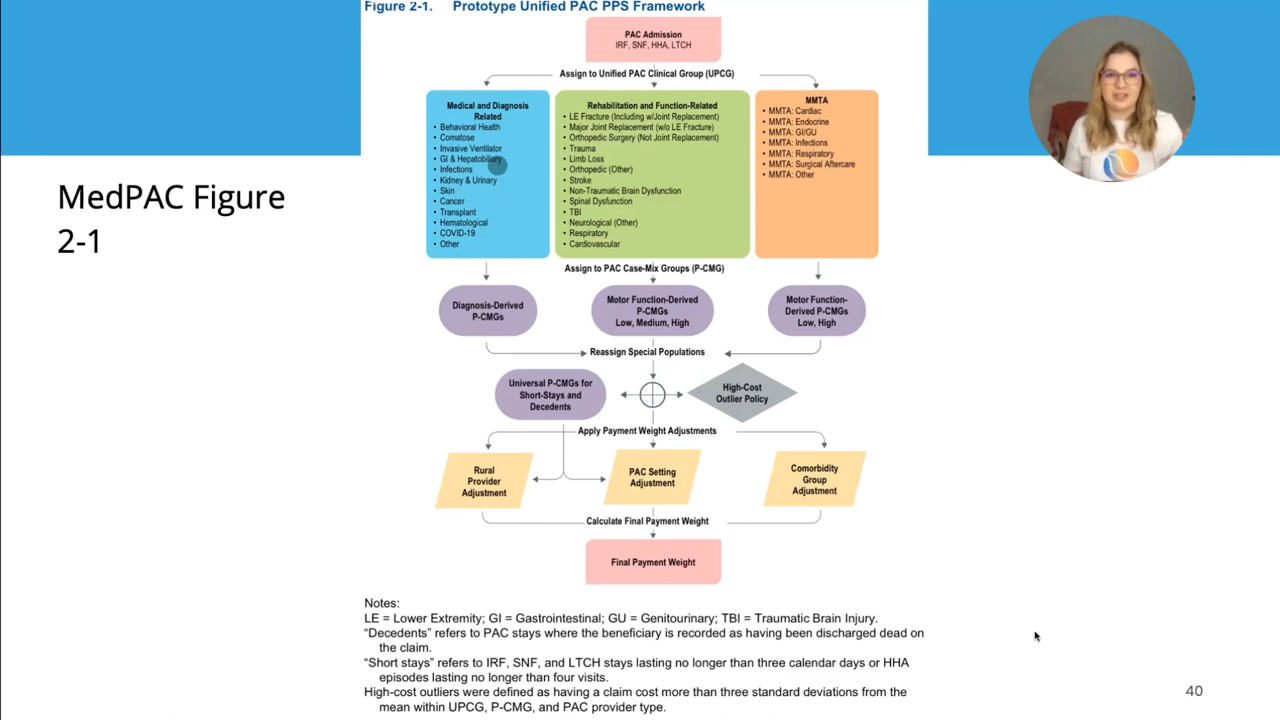 Figure 2-1. Prototype Unified PAC PPS Framework
MedPAC Figure
2-1
PAC Admission
IRF, SNF, HHA, LTCH
Assign to Unified PAC Clinical Group (UPCG)
Medical and Diagnosis
Related
• Behavioral Health
• Comatose
• Invasive Ventilator
• GI & Hepatobiliary
• Infections
• Kidney & Urinary
• Skin
• Cancer
• Transplant
• Hematological
• COVID-19
• Other
Rehabilitation and Function-Related
• LE Fracture (Including w/Joint Replacement)
• Major Joint Replacement (w/o LE Fracture)
• Orthopedic Surgery (Not Joint Replacement)
• Trauma
• Limb Loss
• Orthopedic (Other)
• Stroke
• Non-Traumatic Brain Dysfunction
• Spinal Dysfunction
• TBI
• Neurological (Other)
• Respiratory
• Cardiovascular
MMTA
• MMTA: Cardiac
• MMTA: Endocrine
• MMTA: GI/GU
• MMTA: Infections
• MMTA: Respiratory
• MMTA: Surgical Aftercare
• MMTA: Other
Assign to PAC Case-Mix Groups (P-CMG)
Diagnosis-Derived
P-CMGs
Motor Function-Derived
P-CMGs
Low, Medium, High
Motor Function-
Derived P-CMGs
Low, High
Reassign Special Populations
Universal P-CMGs for
Short-Stays and
Decedents
High-Cost
Outlier Policy
Apply Payment Weight Adjustments
Rural
Provider
Adjustment
PAC Setting
Adjustment
Comorbidity
Group
Adjustment
Calculate Final Payment Weight
Final Payment Weight
Notes:
LE = Lower Extremity; GI = Gastrointestinal; GU = Genitourinary; TBI = Traumatic Brain Injury.
“Decedents” refers to PAC stays where the beneficiary is recorded as having been discharged dead on
the claim.
“Short stays” refers to IRF, SNF, and LTCH stays lasting no longer than three calendar days or HHA
episodes lasting no longer than four visits.
High-cost outliers were defined as having a claim cost more than three standard deviations from the
mean within UPCG, P-CMG, and PAC provider type.
40